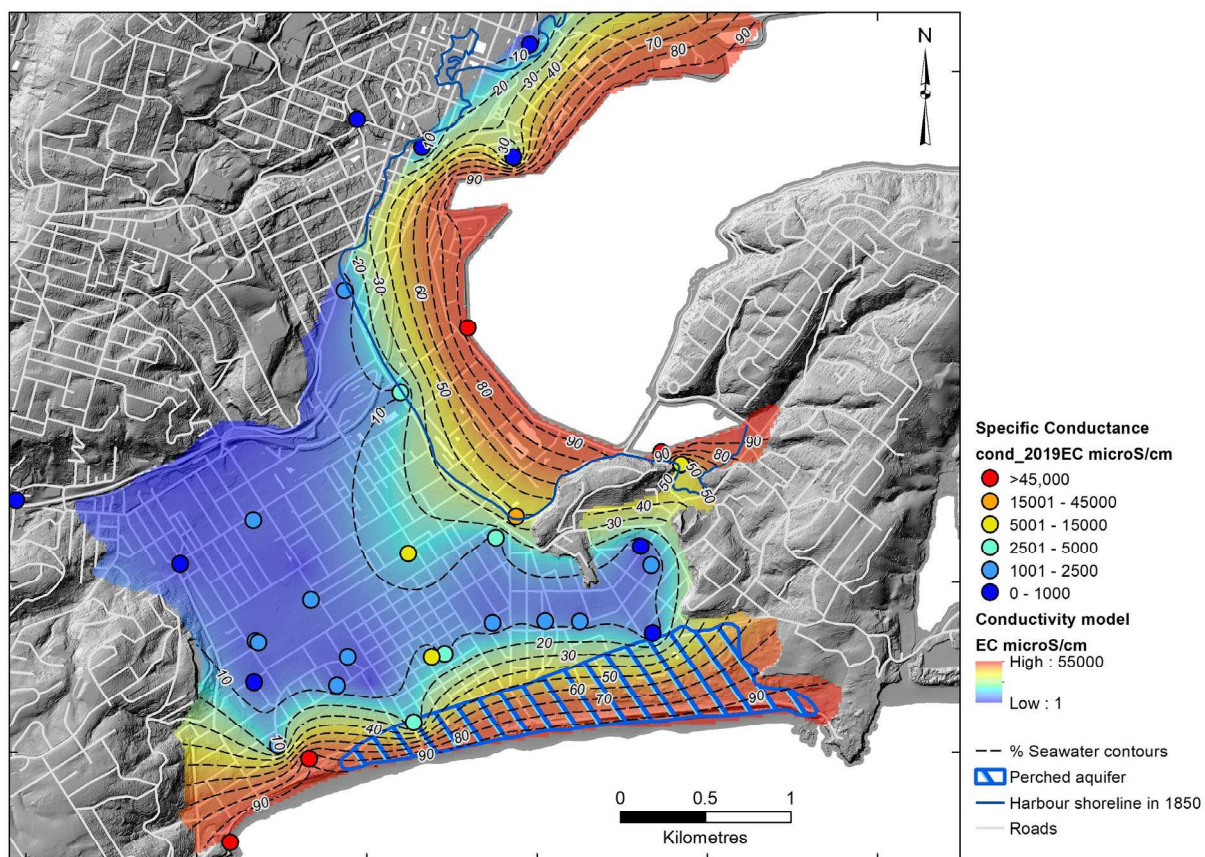 N
70
80
90
10
20
30
40
10
30
90
20
30
60
50
80
10
90
90
80
90
50
50
50
40
30
20
30
50
60
70
90
10
10
40
80
90
90
0 0.5 1
Kilometres
Specific Conductance
cond_2019EC microS/cm
>45,000
15001 - 45000
5001 - 15000
2501 - 5000
1001 - 2500
0 - 1000
Conductivity model
EC microS/cm
High : 55000
Low : 1
% Seawater contours
Perched aquifer
Harbour shoreline in 1850
Roads